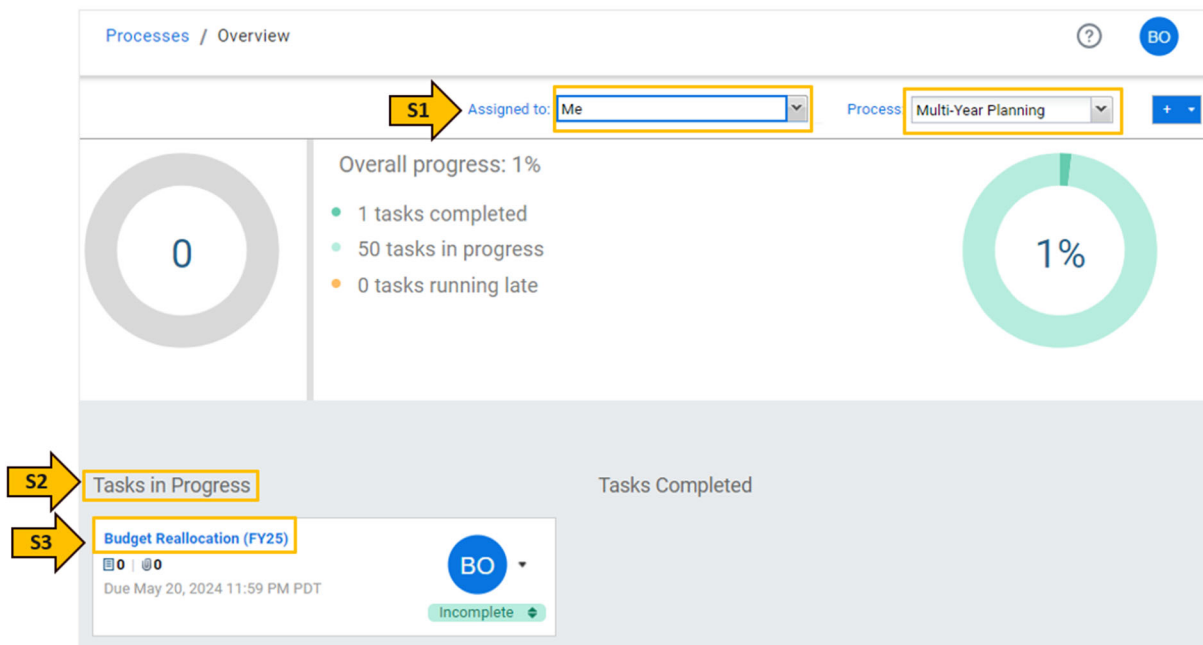 Processes / Overview
?
BO
S1
Assigned to: Me
Process Multi-Year Planning
+
0
Overall progress: 1%
1 tasks completed
50 tasks in progress
0 tasks running late
1%
S2
Tasks in Progress
Tasks Completed
S3
Budget Reallocation (FY25)
0 | 0
Due May 20, 2024 11:59 PM PDT
BO
Incomplete